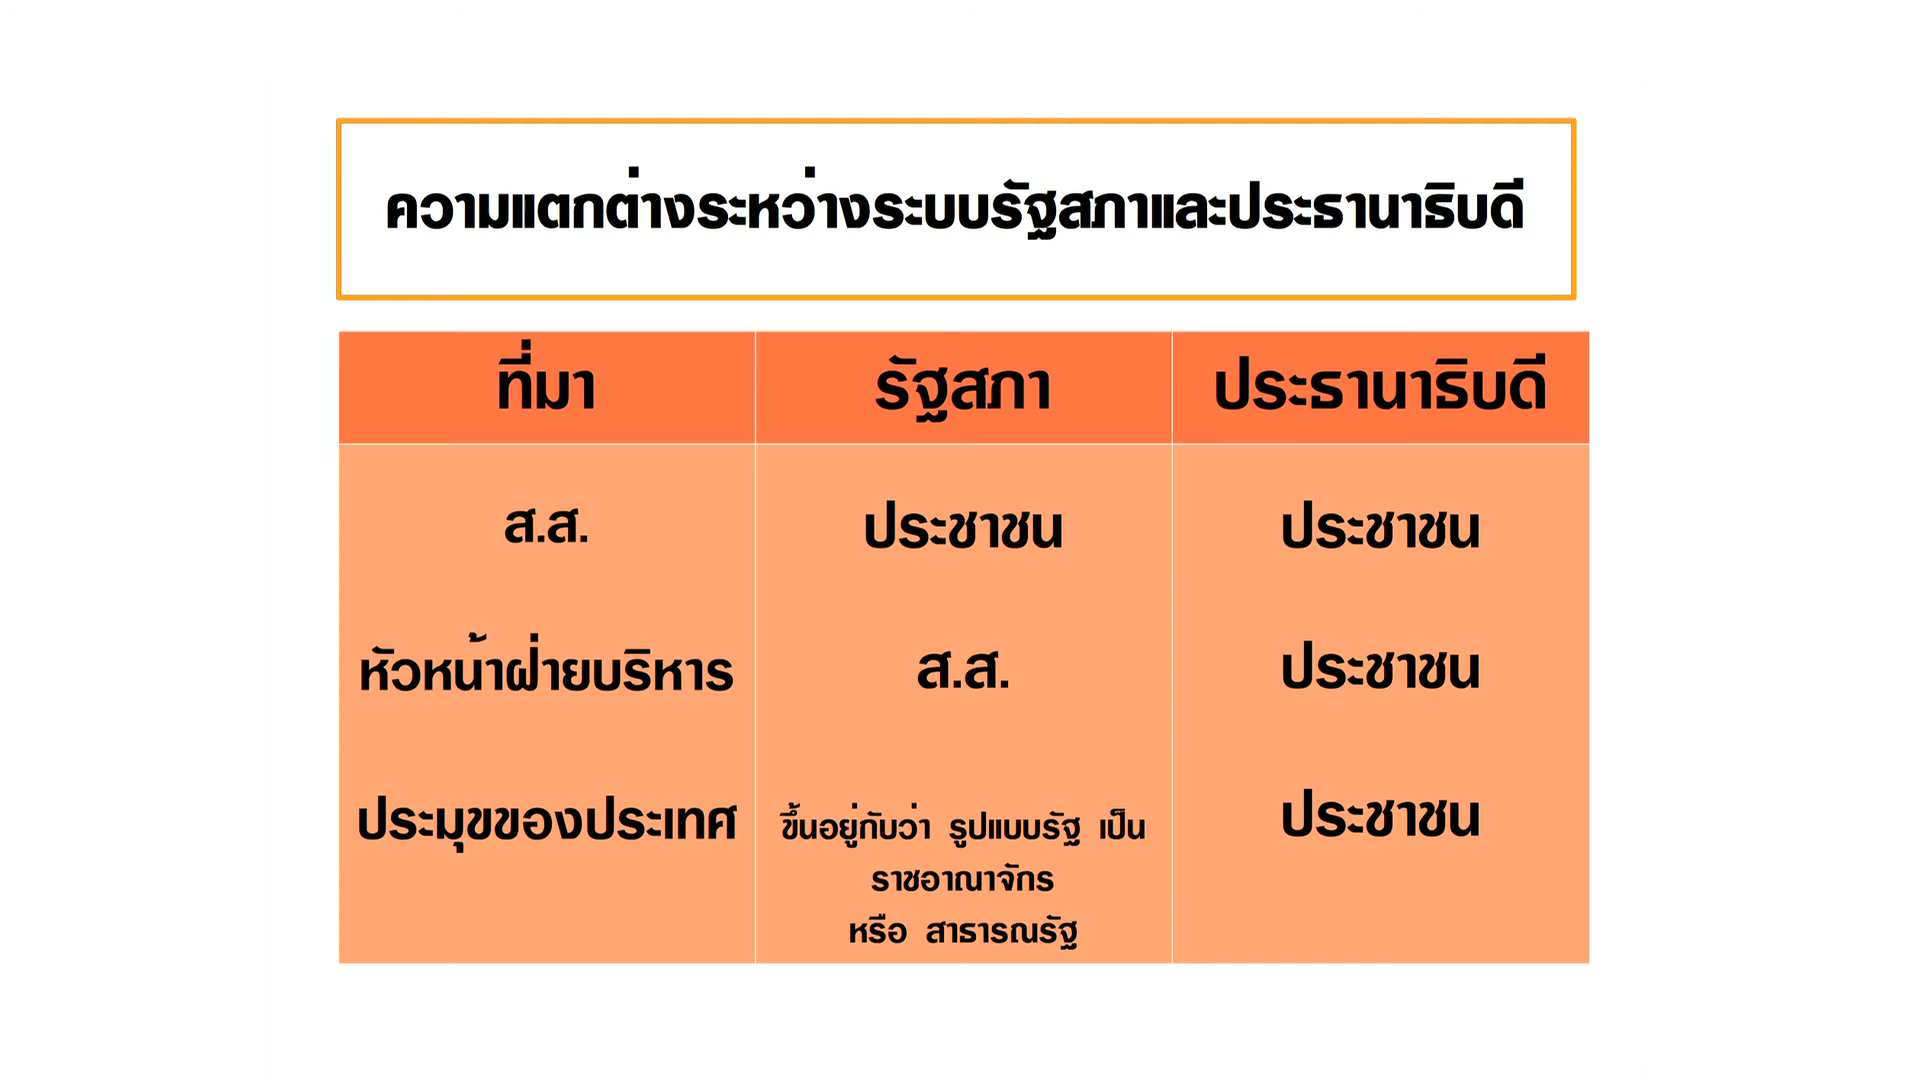 ความแตกต่างระหว่างระบบรัฐสภาและประธานาธิบดี
ที่มา รัฐสภา ประธานาธิบดี
ส.ส. ประชาชน ประชาชน
หัวหน้าฝ่ายบริหาร ส.ส. ประชาชน
ประมุขของประเทศ ขึ้นอยู่กับว่า รูปแบบรัฐ เป็น ประชาชน
ราชอาณาจักร
หรือ สาธารณรัฐ